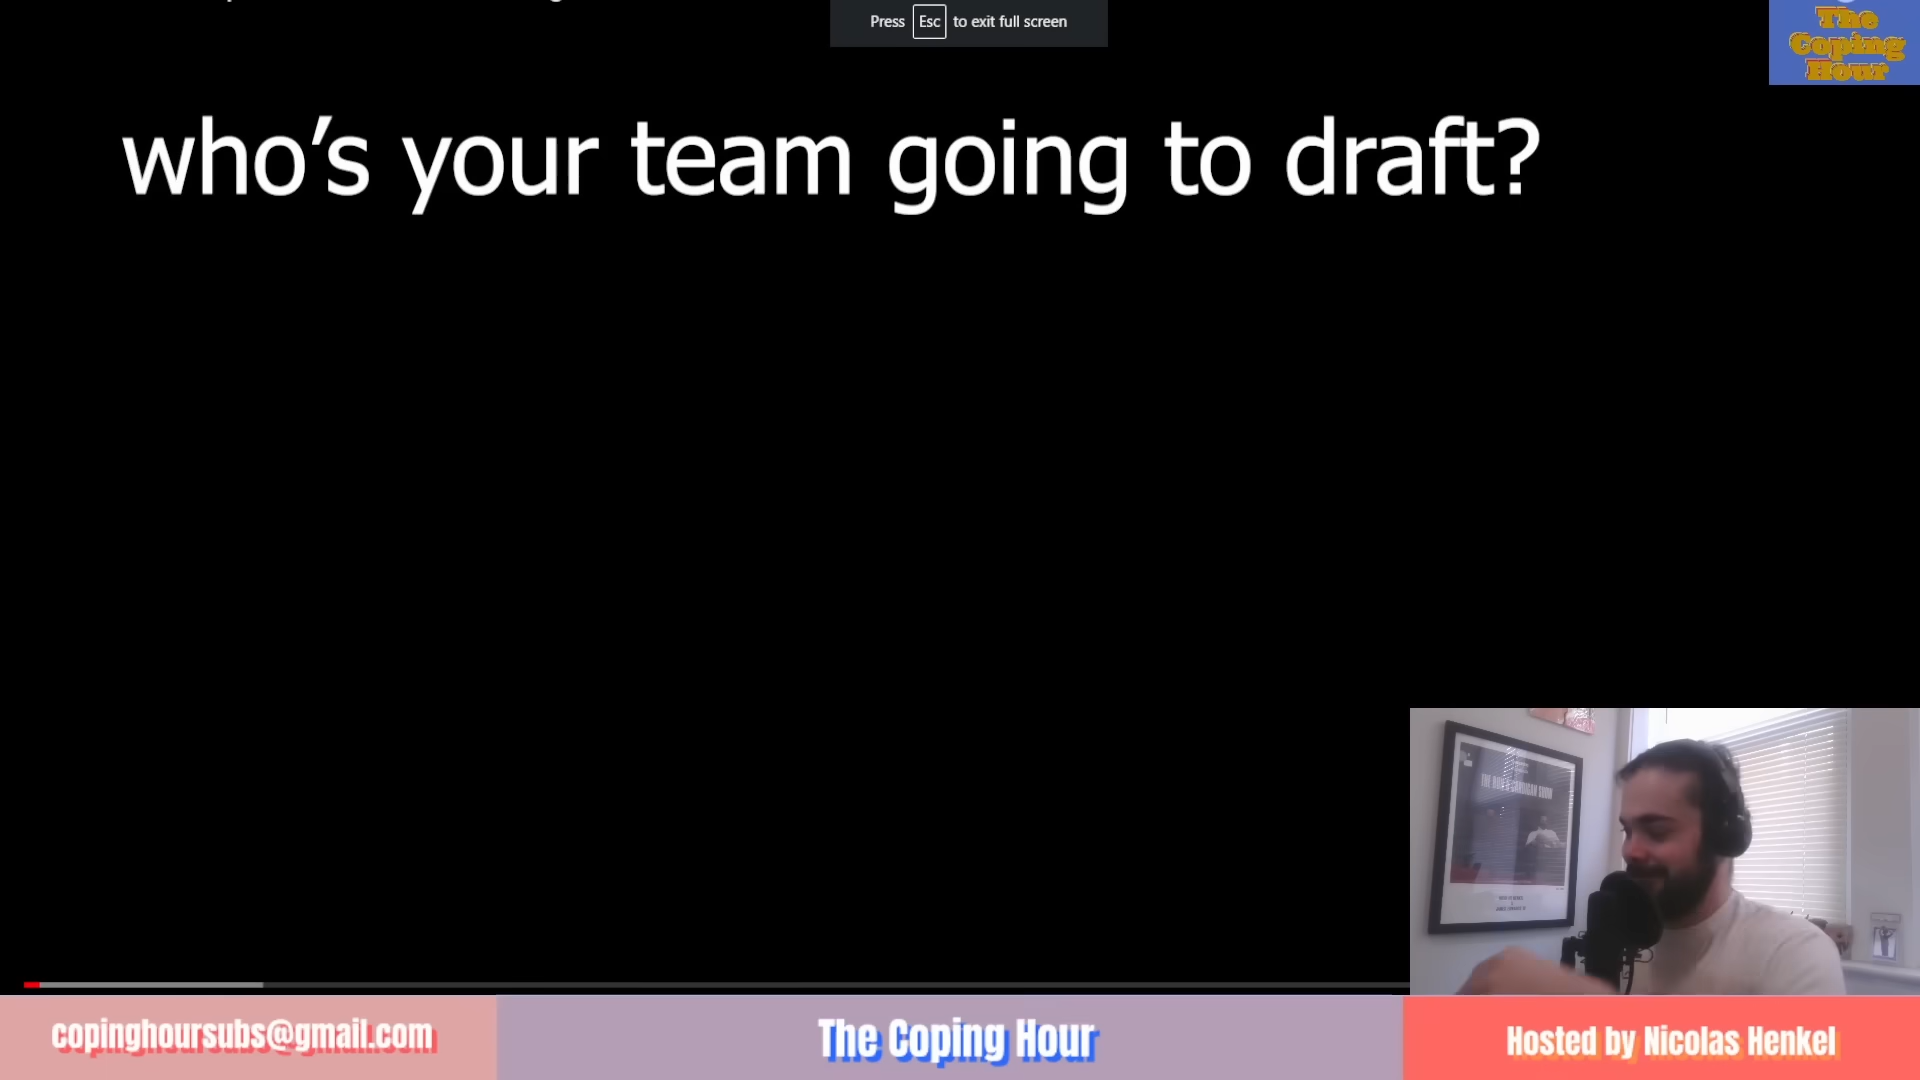 Press Esc to exit full screen
The
Coping
Hour
who's your team going to draft?
copinghoursubs@gmail.com
The Coping Hour
Hosted by Nicolas Henkel